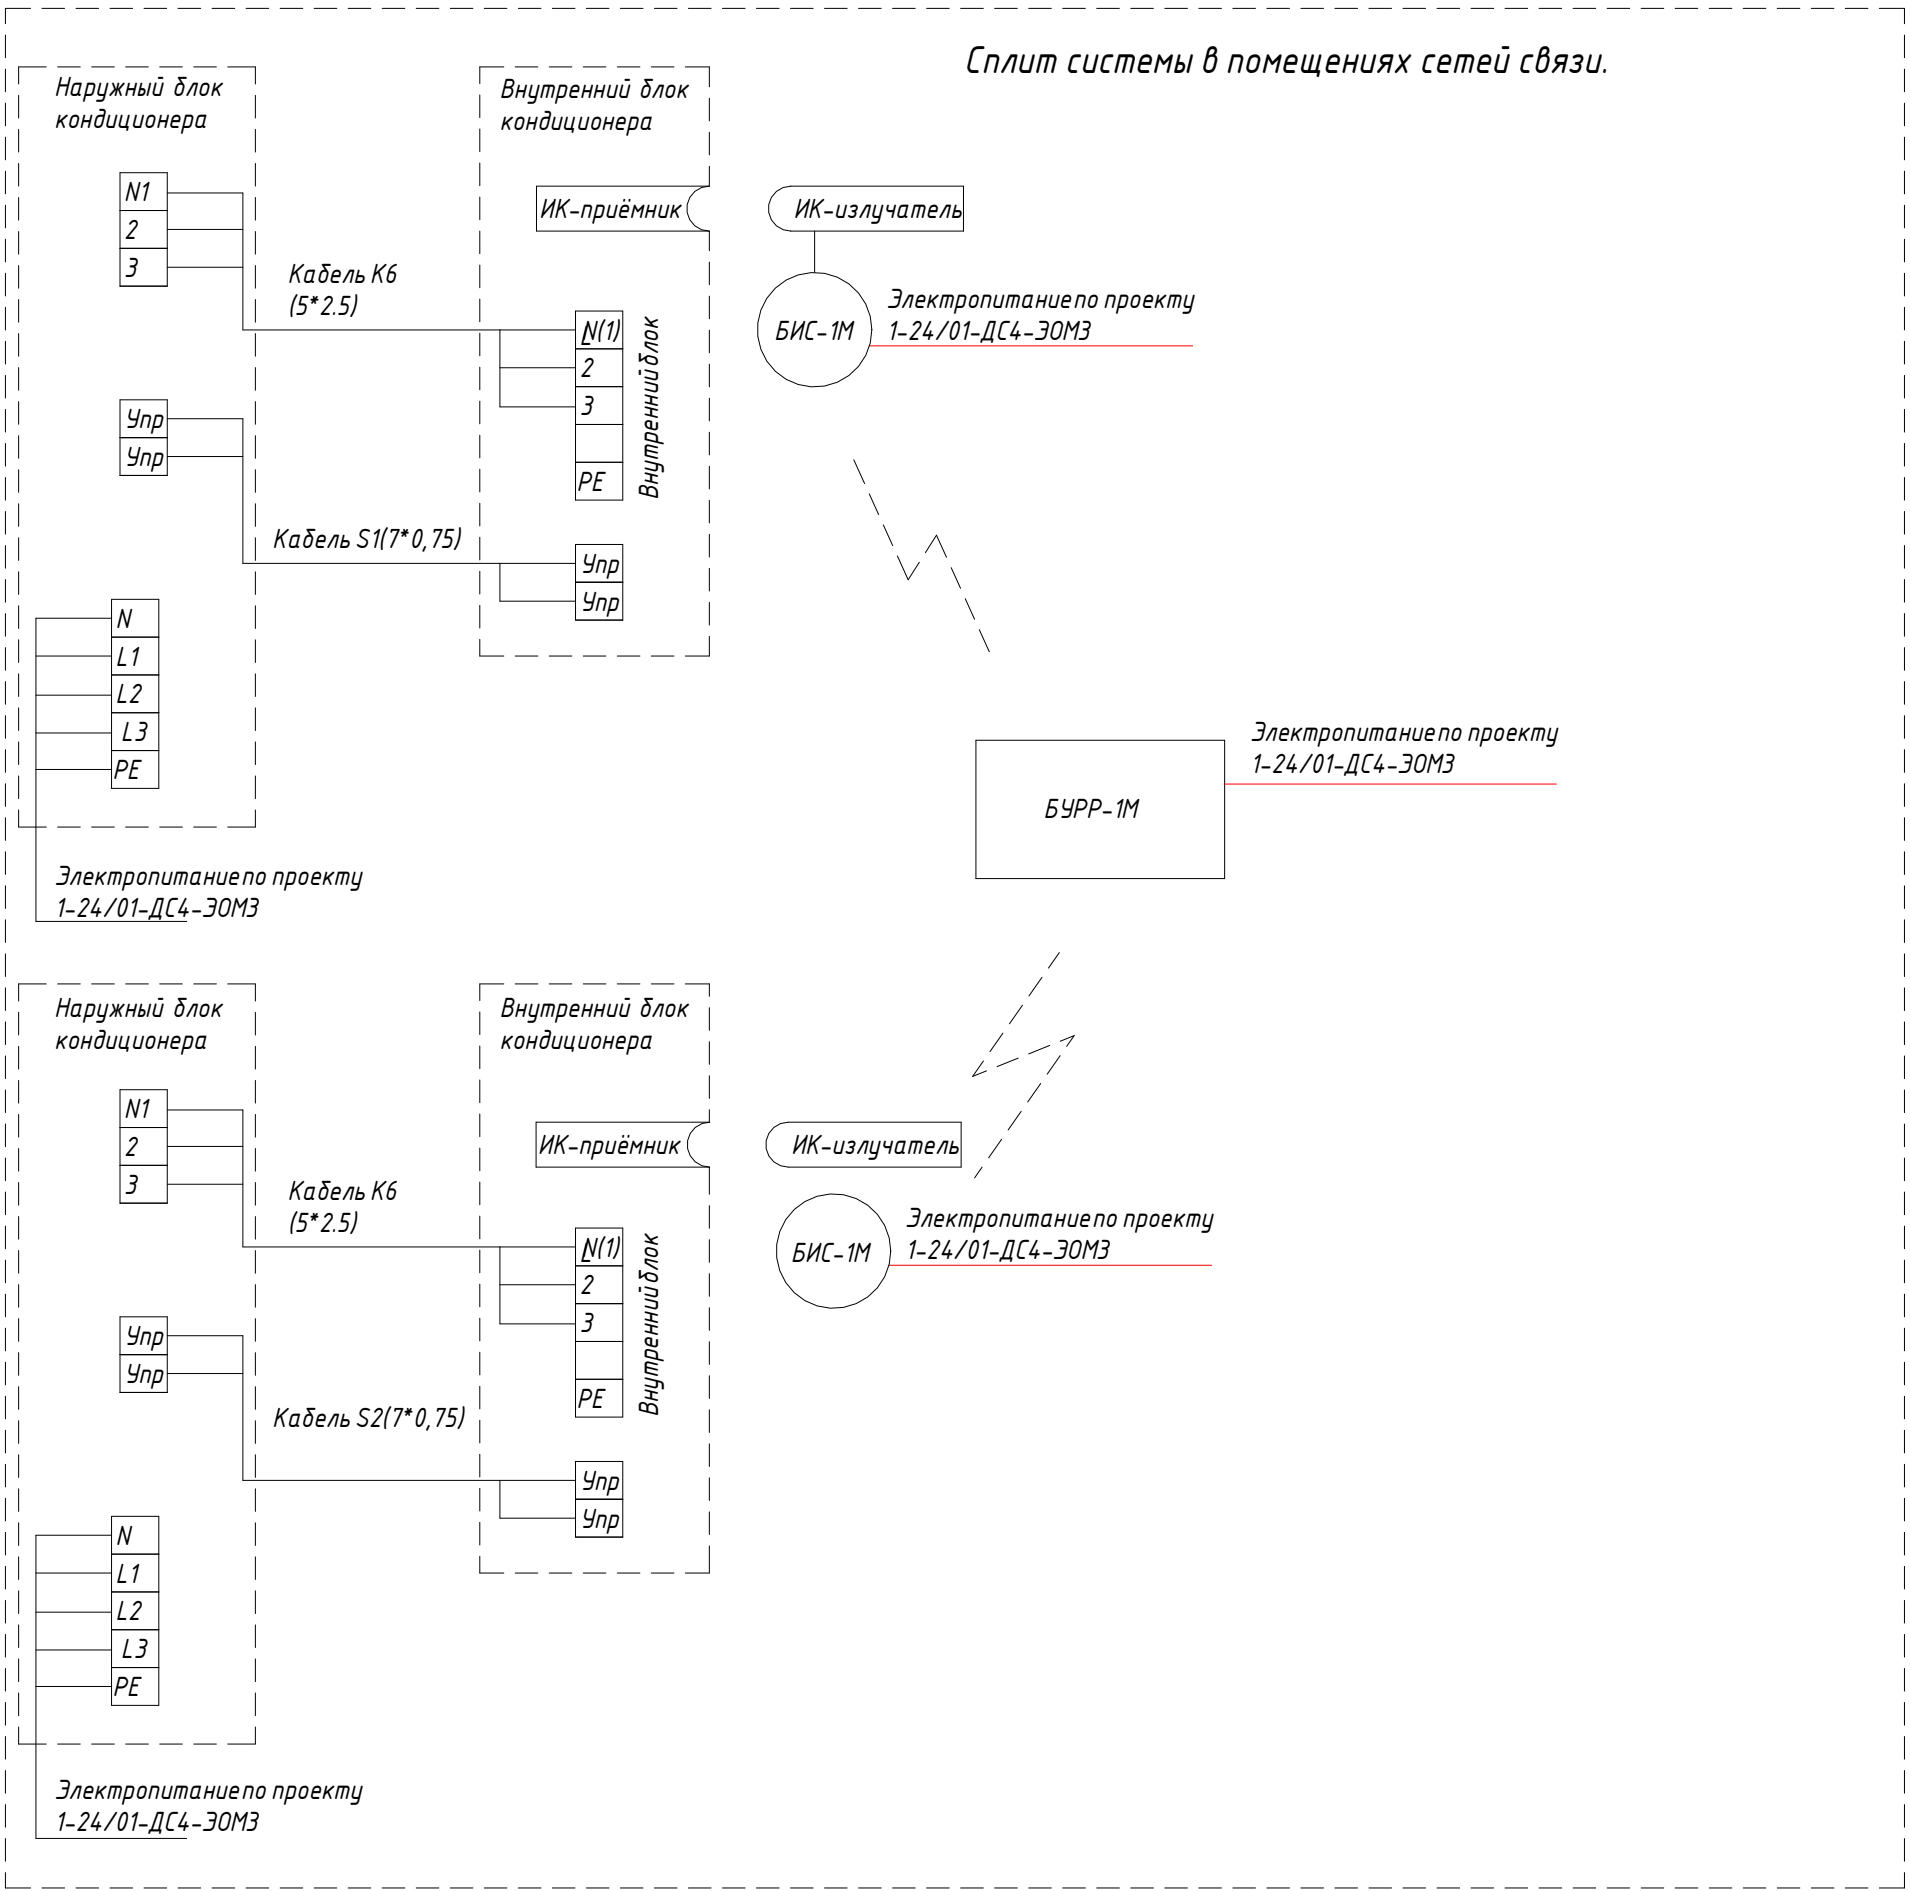 Сплит системы в помещениях сетей связи.
Наружный блок
кондиционера
N1
2
3
Упр
Упр
N
L1
L2
L3
PE
Электропитание по проекту
1-24/01-ДС4-ЭОМ3
Кабель К6
(5*2.5)
Кабель S1(7*0,75)
Внутренний блок
кондиционера
ИК-приёмник
N(1)
2
3
PE
Внутренний блок
Упр
Упр
ИК-излучатель
БИС-1М
Электропитание по проекту
1-24/01-ДС4-ЭОМ3
БУРР-1М
Электропитание по проекту
1-24/01-ДС4-ЭОМ3
Наружный блок
кондиционера
N1
2
3
Упр
Упр
N
L1
L2
L3
PE
Электропитание по проекту
1-24/01-ДС4-ЭОМ3
Кабель К6
(5*2.5)
Кабель S2(7*0,75)
Внутренний блок
кондиционера
ИК-приёмник
N(1)
2
3
PE
Внутренний блок
Упр
Упр
ИК-излучатель
БИС-1М
Электропитание по проекту
1-24/01-ДС4-ЭОМ3